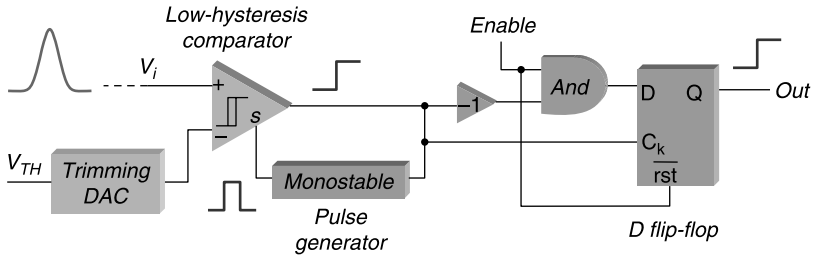 Low-hysteresis
comparator
Enable
V_i
+
−
s
−1
And
D
Q
Out
C_k
rst
V_TH
Trimming
DAC
Monostable
Pulse
generator
D flip-flop